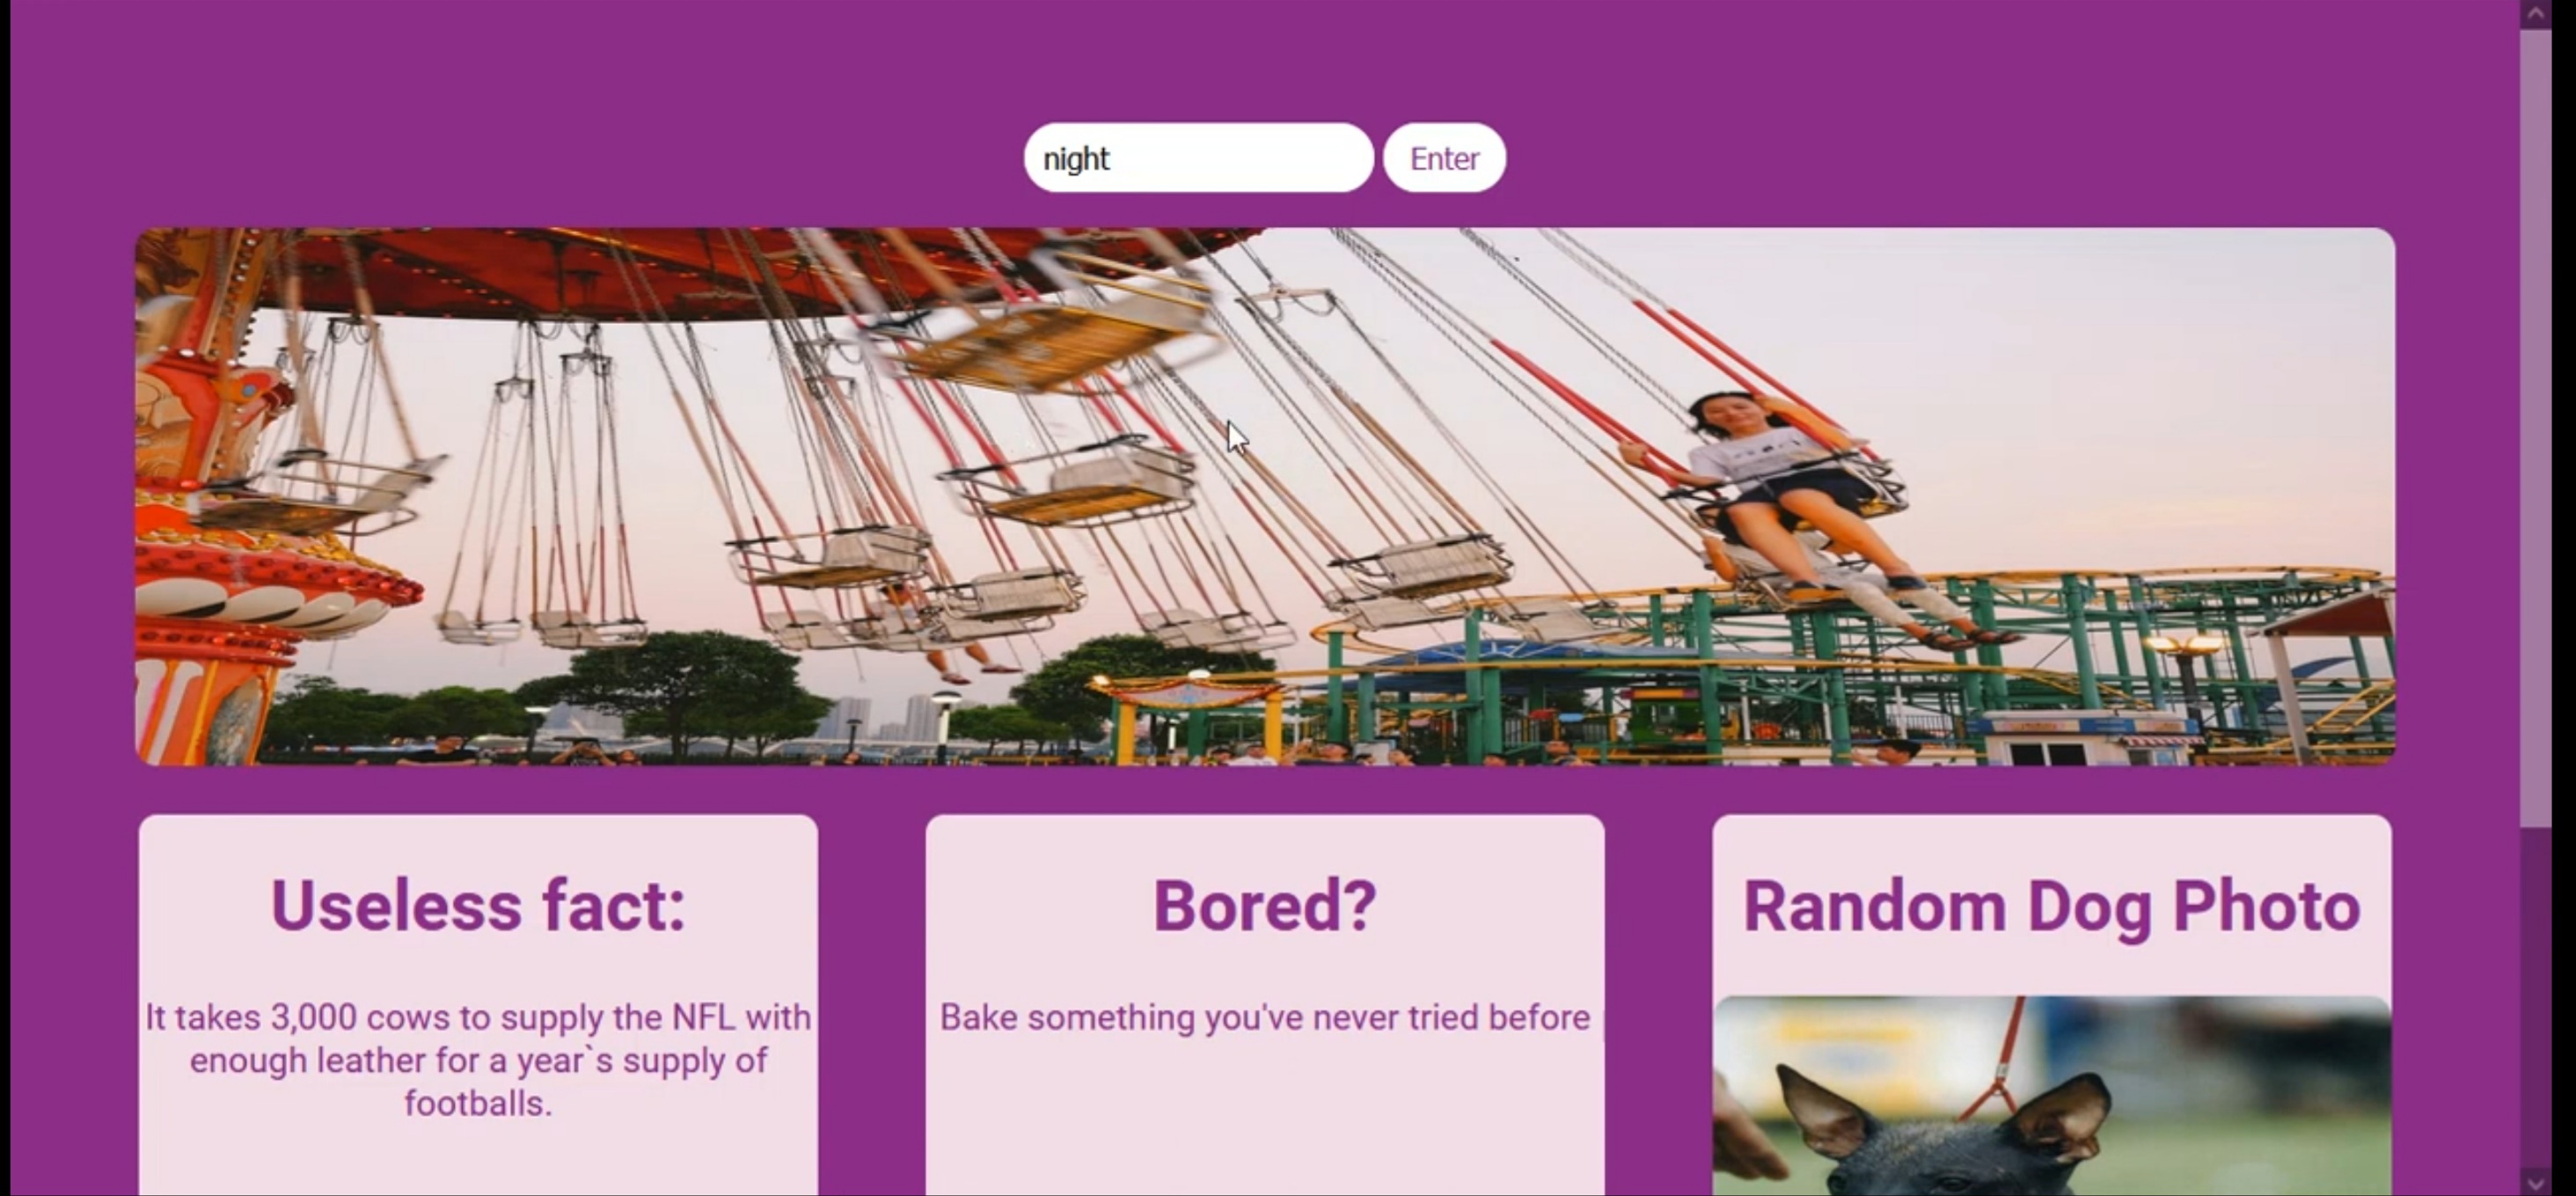 night
Enter
Useless fact:
It takes 3,000 cows to supply the NFL with
enough leather for a year`s supply of
footballs.
Bored?
Bake something you've never tried before
Random Dog Photo